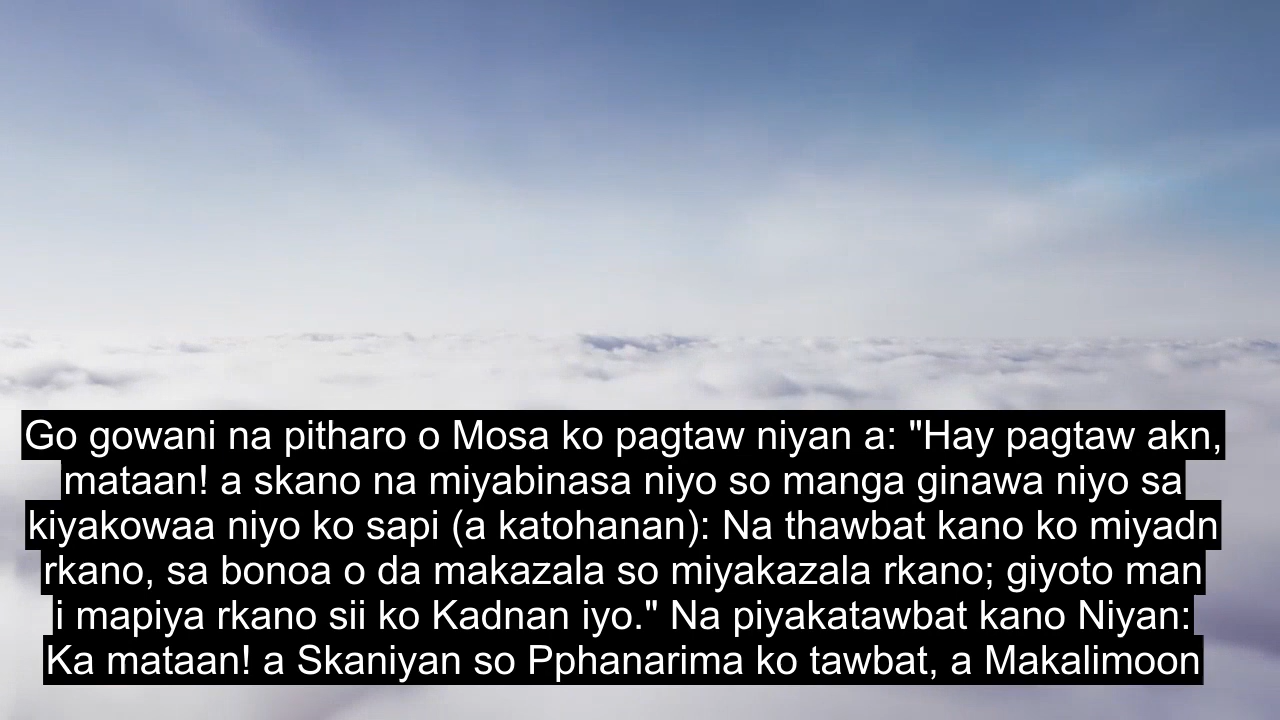 Go gowani na pitharo o Mosa ko pagtaw niyan a: "Hay pagtaw akn,
mataan! a skano na miyabinasa niyo so manga ginawa niyo sa
kiyakowaa niyo ko sapi (a katohanan): Na thawbat kano ko miyadn
rkano, sa bonoa o da makazala so miyakazala rkano; giyoto man
i mapiya rkano sii ko Kadnan iyo." Na piyakatawbat kano Niyan:
Ka mataan! a Skaniyan so Pphanarima ko tawbat, a Makalimoon